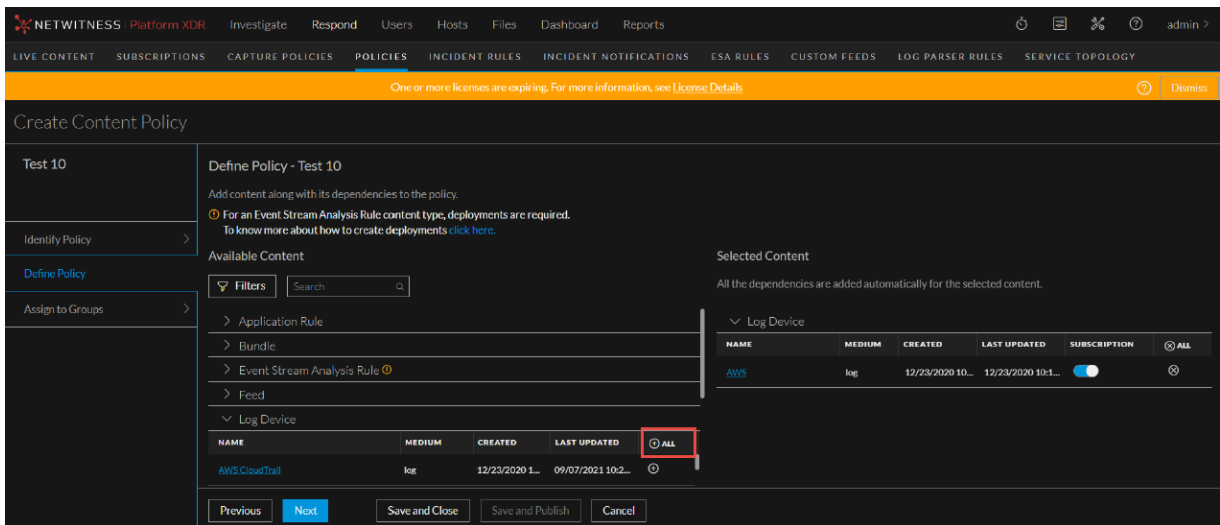 NETWITNESS Platform XDR Investigate Respond Users Hosts Files Dashboard Reports admin >
LIVE CONTENT SUBSCRIPTIONS CAPTURE POLICIES POLICIES INCIDENT RULES INCIDENT NOTIFICATIONS ESA RULES CUSTOM FEEDS LOG PARSER RULES SERVICE TOPOLOGY
One or more licenses are expiring. For more information, see License Details Dismiss
Create Content Policy
Test 10
Identify Policy
Define Policy
Assign to Groups
Define Policy - Test 10
Add content along with its dependencies to the policy.
For an Event Stream Analysis Rule content type, deployments are required.
To know more about how to create deployments click here.
Available Content
Filters Search
Application Rule
Bundle
Event Stream Analysis Rule
Feed
Log Device
NAME MEDIUM CREATED LAST UPDATED ALL
AWS CloudTrail log 12/23/2020 1... 09/07/2021 10:2...
Selected Content
All the dependencies are added automatically for the selected content.
Log Device
NAME MEDIUM CREATED LAST UPDATED SUBSCRIPTION ALL
AWS log 12/23/2020 10... 12/23/2020 10:1...
Previous Next Save and Close Save and Publish Cancel